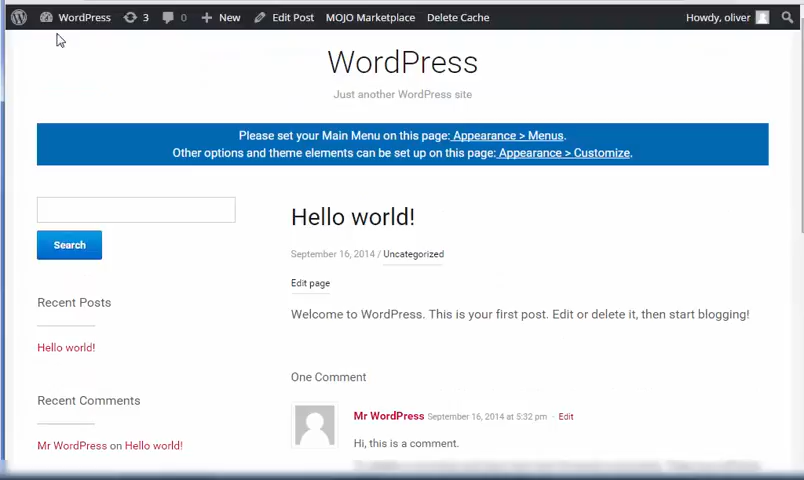 WordPress 3 0 New Edit Post MOJO Marketplace Delete Cache Howdy, oliver
WordPress
Just another WordPress site
Please set your Main Menu on this page: Appearance > Menus.
Other options and theme elements can be set up on this page: Appearance > Customize.
Search
Recent Posts
Hello world!
Recent Comments
Mr WordPress on Hello world!
Hello world!
September 16, 2014 / Uncategorized
Edit page
Welcome to WordPress. This is your first post. Edit or delete it, then start blogging!
One Comment
Mr WordPress September 16, 2014 at 5:32 pm - Edit
Hi, this is a comment.